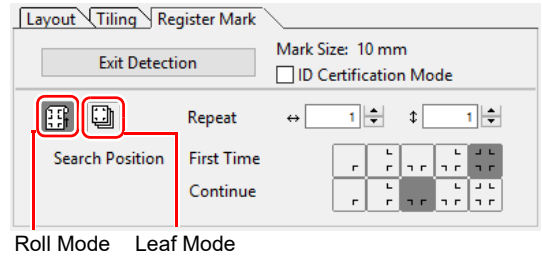 Layout Tiling Register Mark
Exit Detection
Mark Size: 10 mm
ID Certification Mode
Repeat 1 1
Search Position First Time
Continue
Roll Mode Leaf Mode